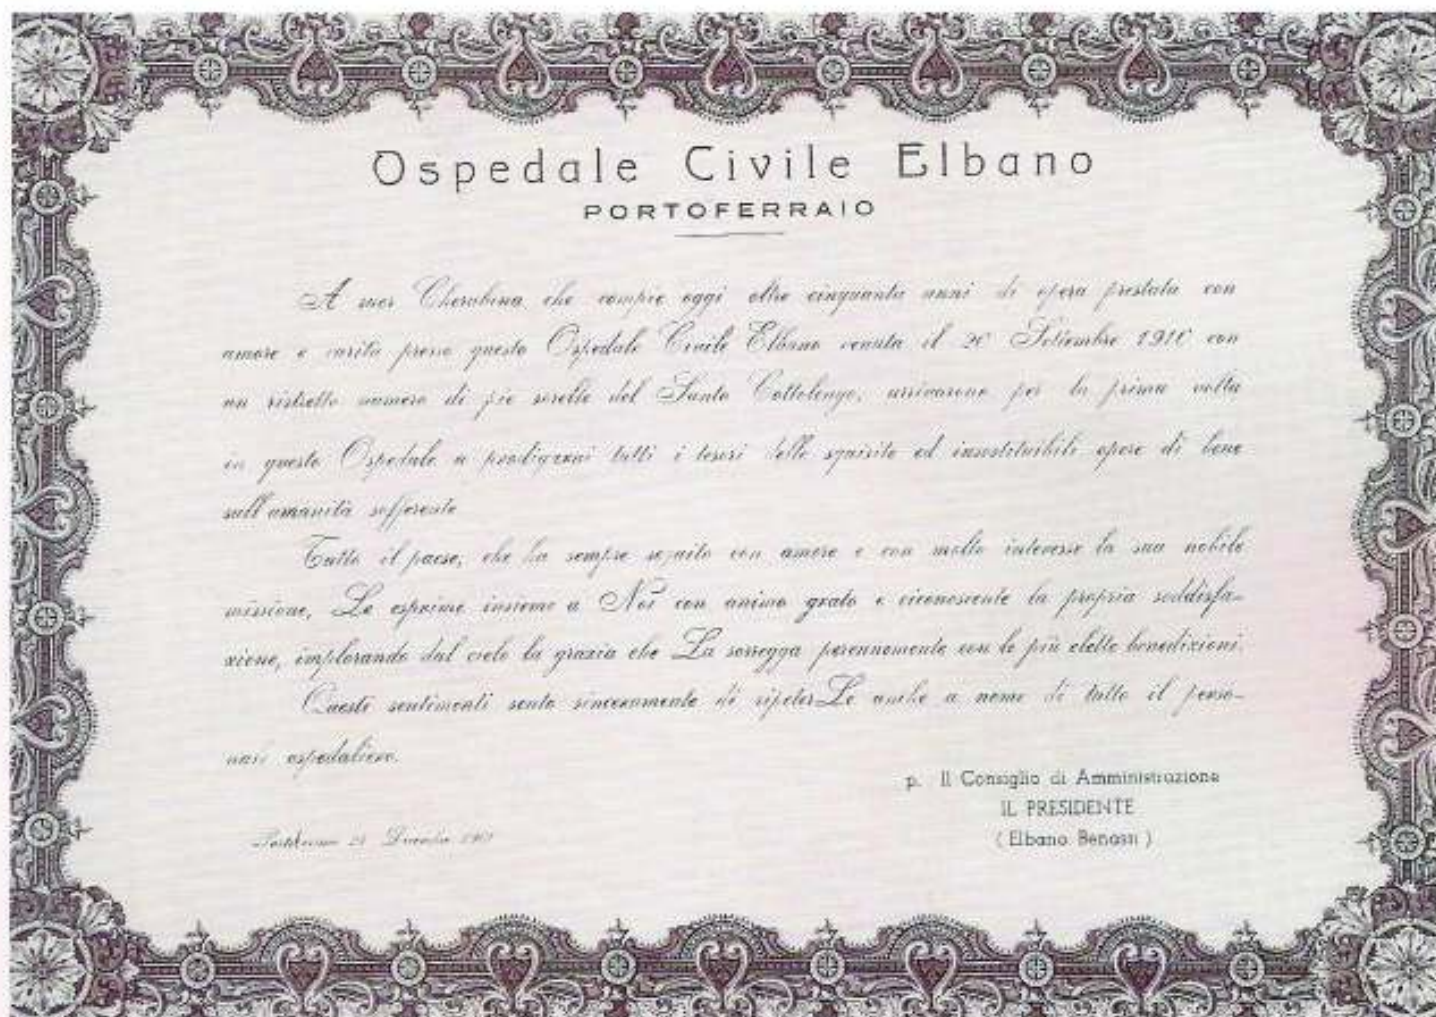 Ospedale Civile Elbano
PORTOFERRAIO
A suor Cherubina, che compie oggi oltre cinquanta anni di opera prestata con
amore e carità presso questo Ospedale Civile Elbano venuta il 20 Settembre 1910 con
un ristretto numero di pie sorelle del Santo Cottolengo, arrivarono per la prima volta
in questo Ospedale a prodigarvi tutti i tesori delle squisite ed insostituibili opere di bene
sull'umanità sofferente
Tutto il paese, che ha sempre seguito con amore e con molto interesse la sua nobile
missione, Le esprime insieme a Noi con animo grato e riconoscente la propria soddisfa-
zione, implorando dal cielo la grazia che La sorregga perennemente con le più elette benedizioni.
Questi sentimenti sento sinceramente di ripeterLe anche a nome di tutto il perso-
ospedaliero.
p. Il Consiglio di Amministrazione
IL PRESIDENTE
(Elbano Benassi)
Dicembre